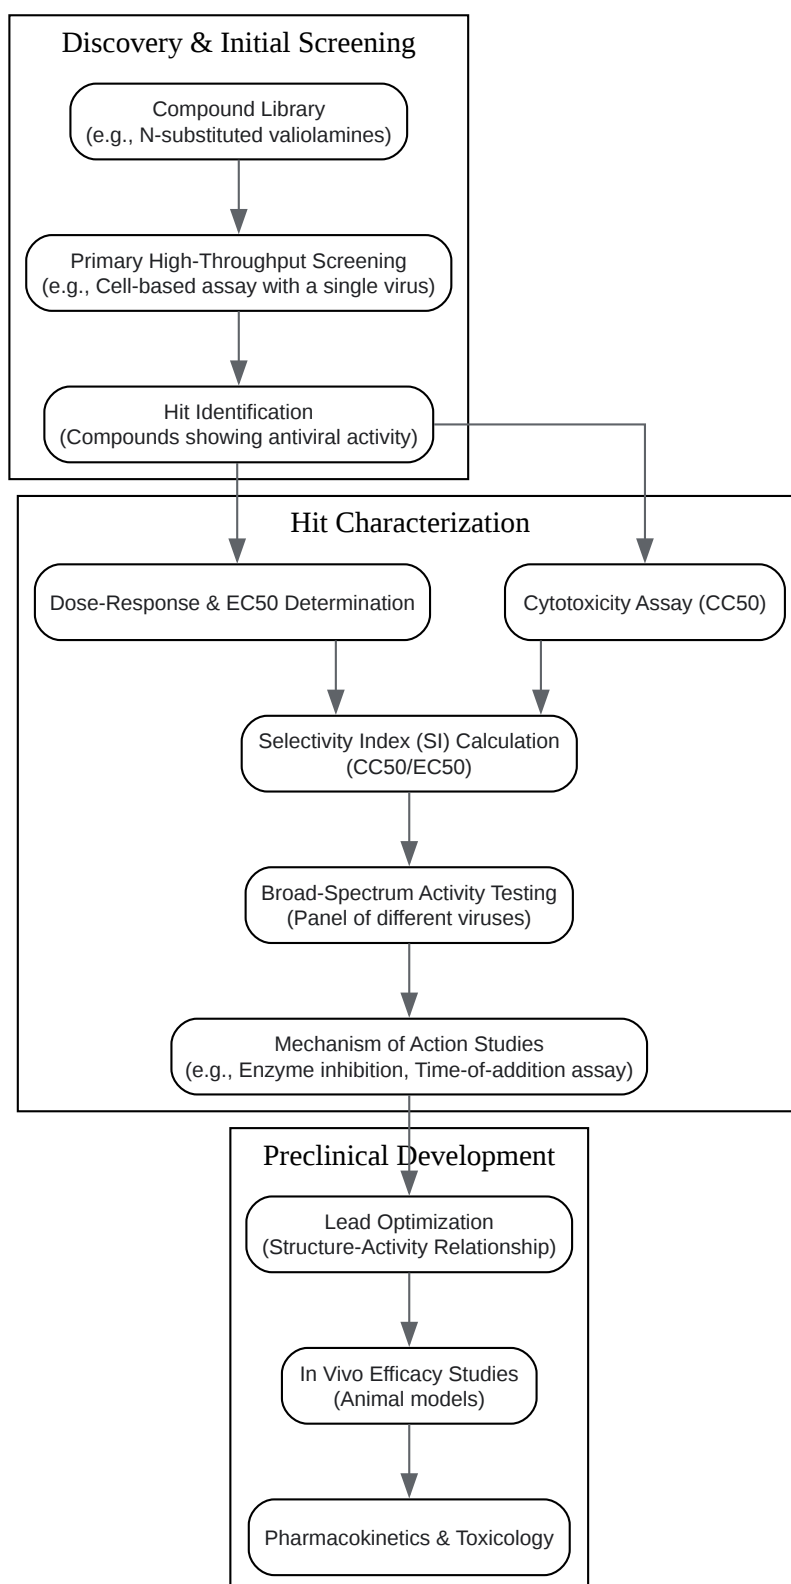 Discovery & Initial Screening
Compound Library
(e.g., N-substituted valiolamines)
Primary High-Throughput Screening
(e.g., Cell-based assay with a single virus)
Hit Identification
(Compounds showing antiviral activity)
Hit Characterization
Dose-Response & EC50 Determination
Cytotoxicity Assay (CC50)
Selectivity Index (SI) Calculation
(CC50/EC50)
Broad-Spectrum Activity Testing
(Panel of different viruses)
Mechanism of Action Studies
(e.g., Enzyme inhibition, Time-of-addition assay)
Preclinical Development
Lead Optimization
(Structure-Activity Relationship)
In Vivo Efficacy Studies
(Animal models)
Pharmacokinetics & Toxicology